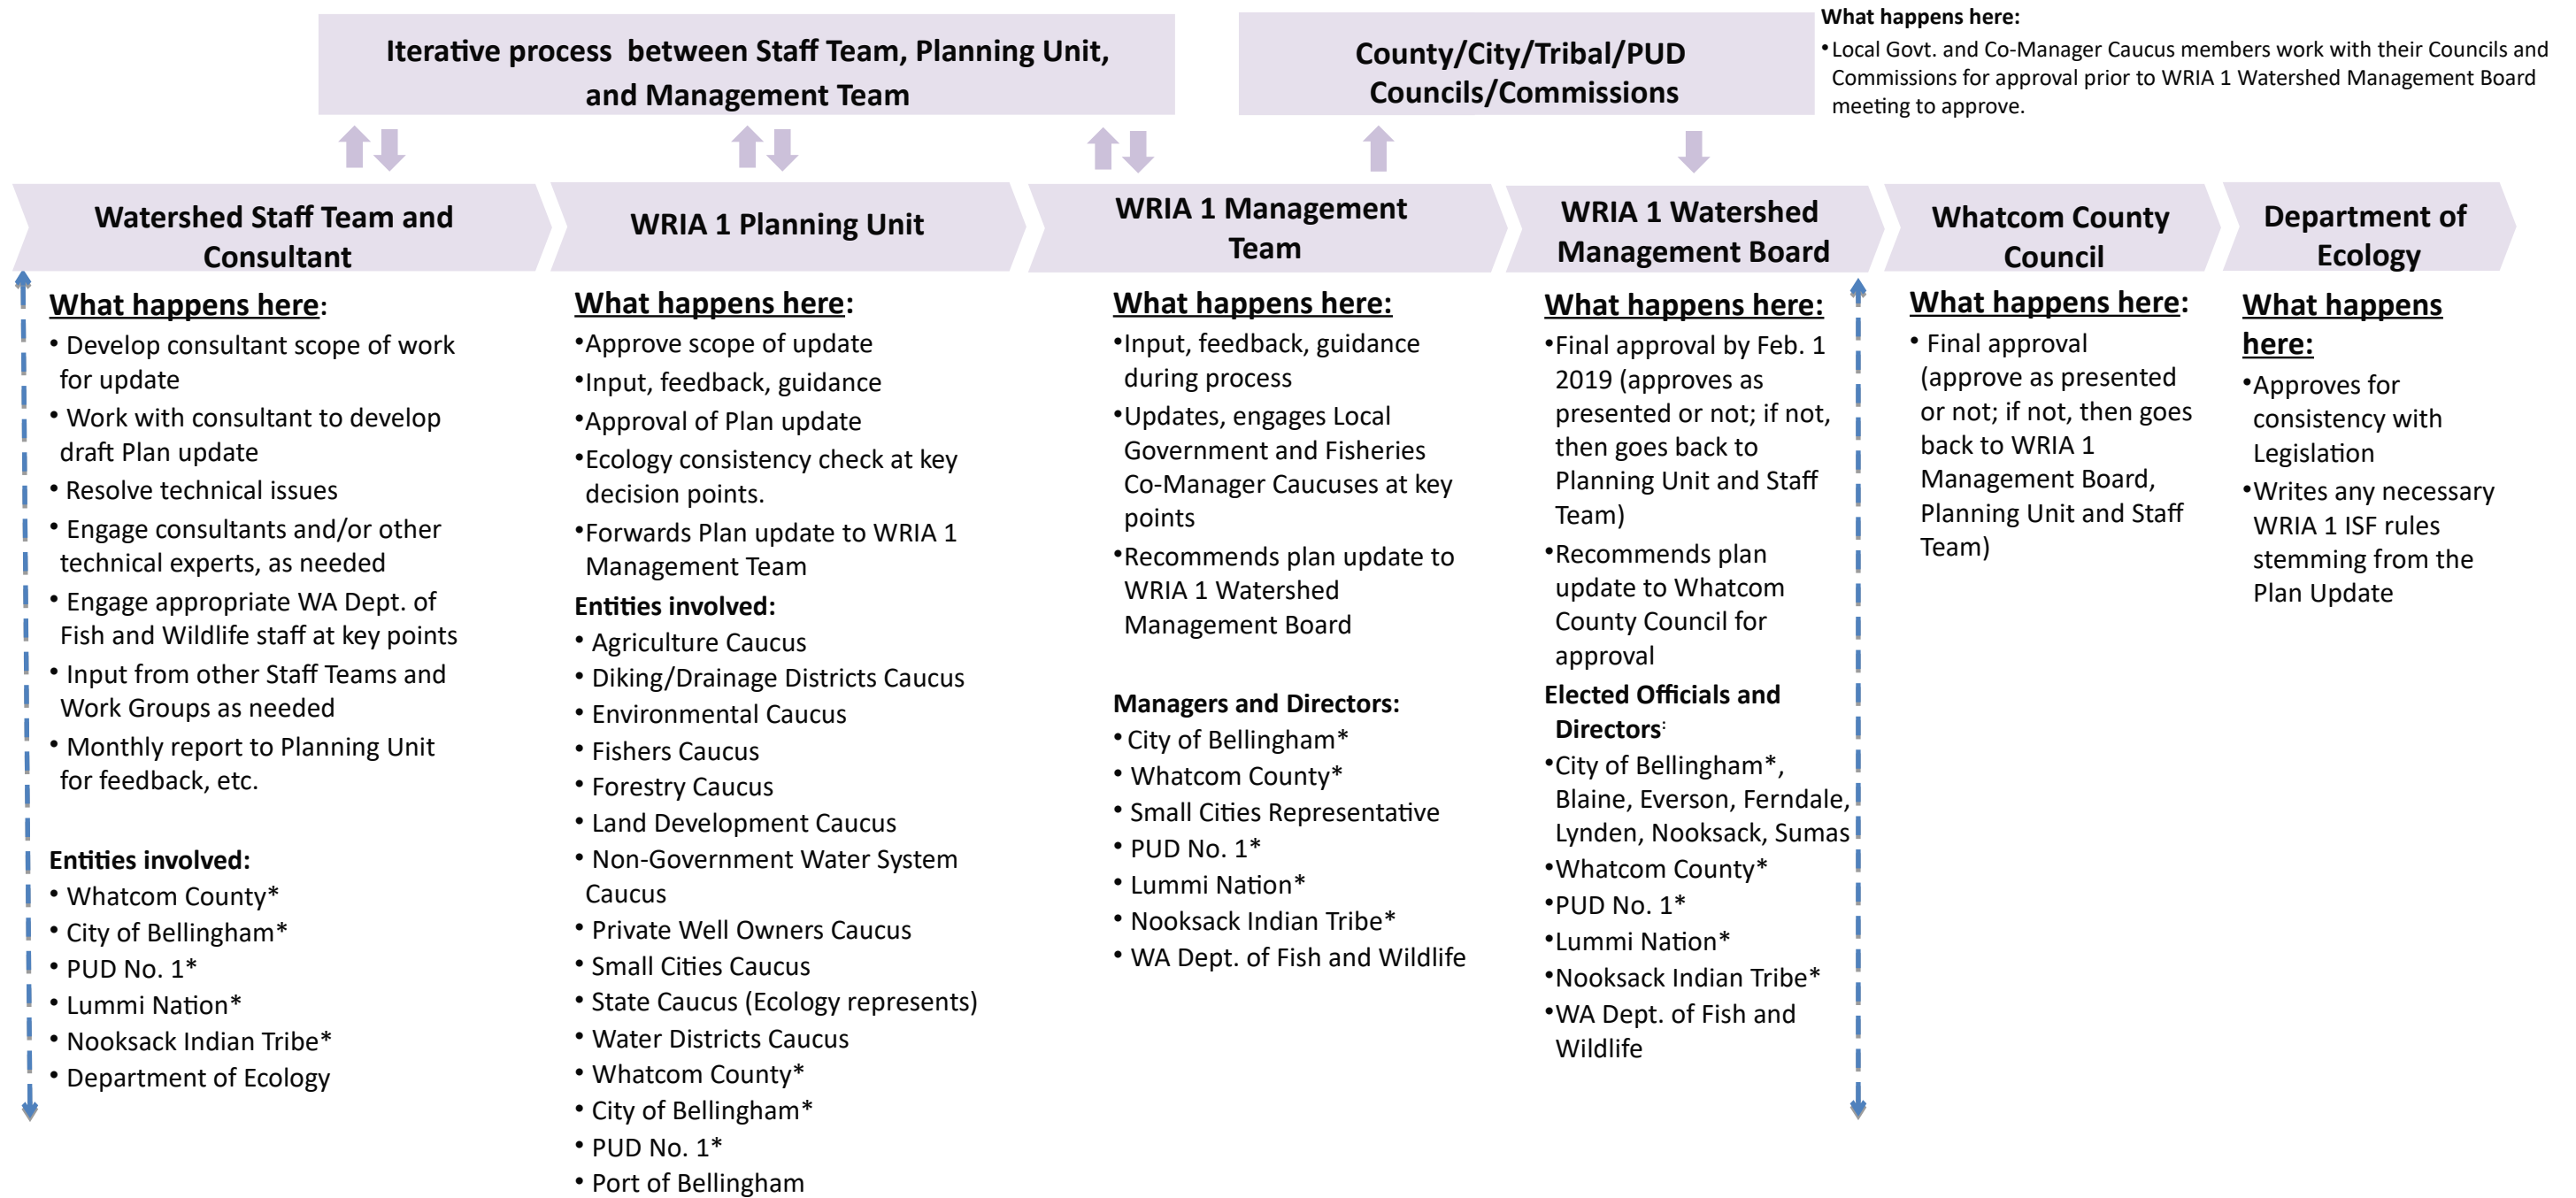 Iterative process between Staff Team, Planning Unit,
and Management Team
County/City/Tribal/PUD
Councils/Commissions
What happens here:
•Local Govt. and Co-Manager Caucus members work with their Councils and
Commissions for approval prior to WRIA 1 Watershed Management Board
meeting to approve.
Watershed Staff Team and
Consultant
What happens here:
• Develop consultant scope of work
for update
• Work with consultant to develop
draft Plan update
• Resolve technical issues
• Engage consultants and/or other
technical experts, as needed
• Engage appropriate WA Dept. of
Fish and Wildlife staff at key points
• Input from other Staff Teams and
Work Groups as needed
• Monthly report to Planning Unit
for feedback, etc.
Entities involved:
• Whatcom County*
• City of Bellingham*
• PUD No. 1*
• Lummi Nation*
• Nooksack Indian Tribe*
• Department of Ecology
WRIA 1 Planning Unit
What happens here:
•Approve scope of update
•Input, feedback, guidance
•Approval of Plan update
•Ecology consistency check at key
decision points.
•Forwards Plan update to WRIA 1
Management Team
Entities involved:
• Agriculture Caucus
• Diking/Drainage Districts Caucus
• Environmental Caucus
• Fishers Caucus
• Forestry Caucus
• Land Development Caucus
• Non-Government Water System
Caucus
• Private Well Owners Caucus
• Small Cities Caucus
• State Caucus (Ecology represents)
• Water Districts Caucus
• Whatcom County*
• City of Bellingham*
• PUD No. 1*
• Port of Bellingham
WRIA 1 Management
Team
What happens here:
•Input, feedback, guidance
during process
•Updates, engages Local
Government and Fisheries
Co-Manager Caucuses at key
points
•Recommends plan update to
WRIA 1 Watershed
Management Board
Managers and Directors:
• City of Bellingham*
• Whatcom County*
• Small Cities Representative
• PUD No. 1*
• Lummi Nation*
• Nooksack Indian Tribe*
• WA Dept. of Fish and Wildlife
WRIA 1 Watershed
Management Board
What happens here:
•Final approval by Feb. 1
2019 (approves as
presented or not; if not,
then goes back to
Planning Unit and Staff
Team)
•Recommends plan
update to Whatcom
County Council for
approval
Elected Officials and
Directors:
•City of Bellingham*,
Blaine, Everson, Ferndale,
Lynden, Nooksack, Sumas
•Whatcom County*
•PUD No. 1*
•Lummi Nation*
•Nooksack Indian Tribe*
•WA Dept. of Fish and
Wildlife
Whatcom County
Council
What happens here:
• Final approval
(approve as presented
or not; if not, then goes
back to WRIA 1
Management Board,
Planning Unit and Staff
Team)
Department of
Ecology
What happens
here:
•Approves for
consistency with
Legislation
•Writes any necessary
WRIA 1 ISF rules
stemming from the
Plan Update